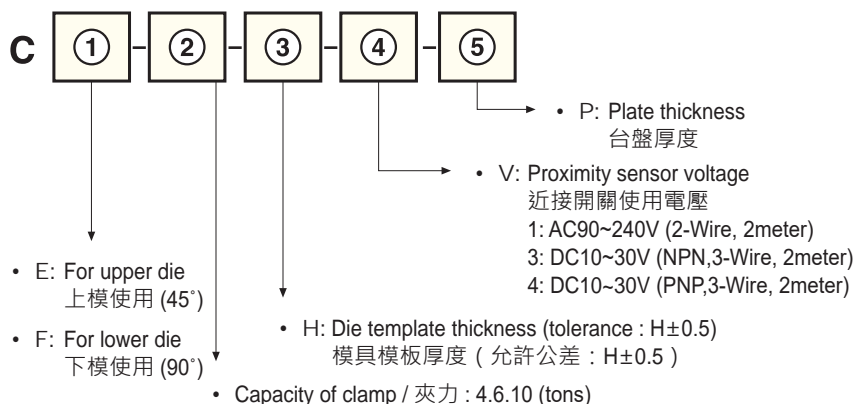 C ① - ② - ③ - ④ - ⑤
• P: Plate thickness
台盤厚度
• V: Proximity sensor voltage
近接開關使用電壓
1: AC90~240V (2-Wire, 2meter)
3: DC10~30V (NPN,3-Wire, 2meter)
4: DC10~30V (PNP,3-Wire, 2meter)
• E: For upper die
上模使用 (45°)
• F: For lower die
下模使用 (90°)
• H: Die template thickness (tolerance : H±0.5)
模具模板厚度 ( 允許公差 : H±0.5 )
• Capacity of clamp / 夾力 : 4.6.10 (tons)